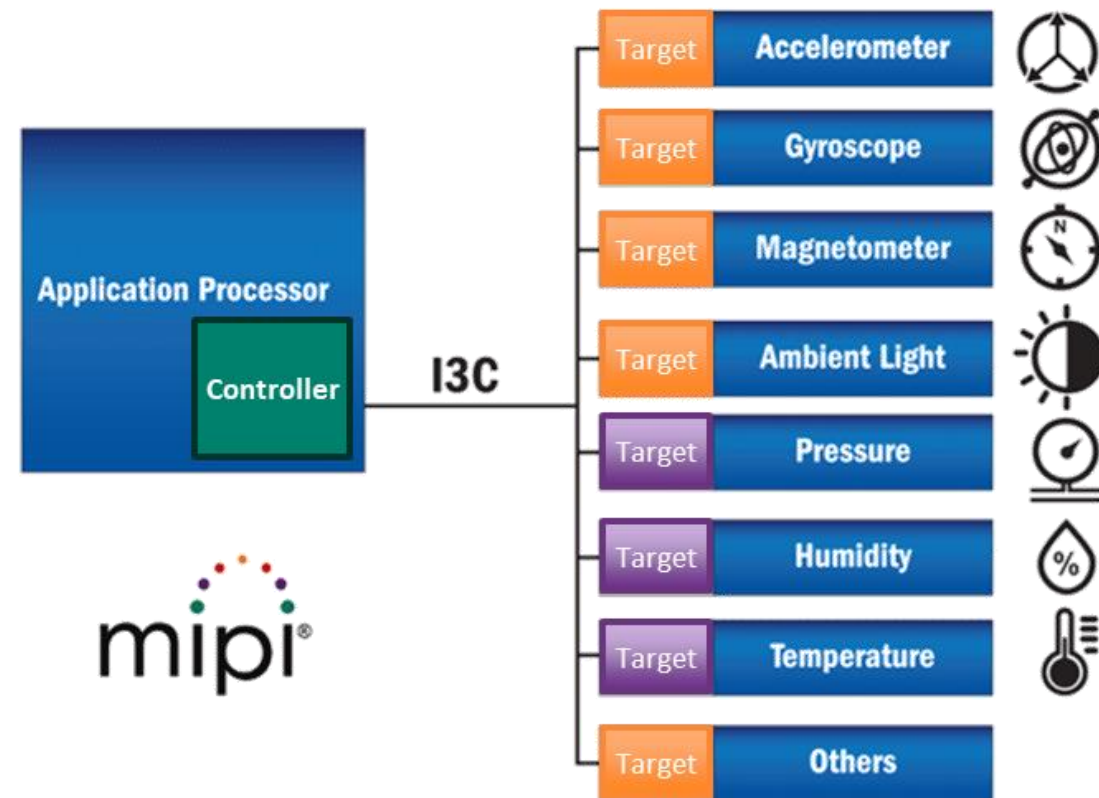 Application Processor
Controller
I3C
Target Accelerometer
Target Gyroscope
Target Magnetometer
N
Target Ambient Light
Target Pressure
Target Humidity
%
Target Temperature
Target Others
mipi®